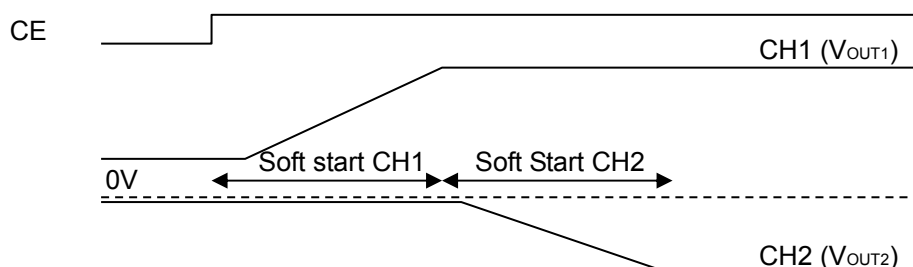 CE
CH1 (VOUT1)
Soft start CH1
Soft Start CH2
0V
CH2 (VOUT2)